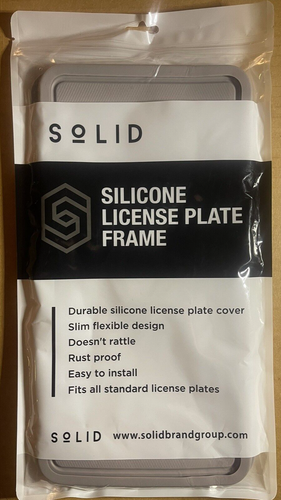 SOLID
SILICONE
LICENSE PLATE
FRAME
Durable silicone license plate cover
Slim flexible design
Doesn't rattle
Rust proof
Easy to install
Fits all standard license plates
SOLID www.solidbrandgroup.com